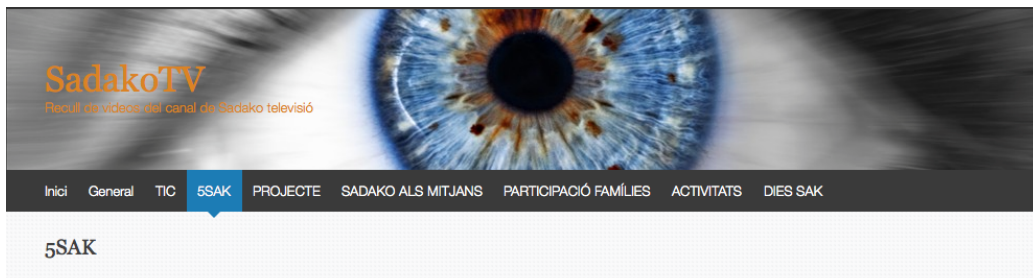 SadakoTV
Recull de vídeos del canal de Sadako televisió
Inici General TIC 5SAK PROJECTE SADAKO ALS MITJANS PARTICIPACIÓ FAMÍLIES ACTIVITATS DIES SAK
5SAK